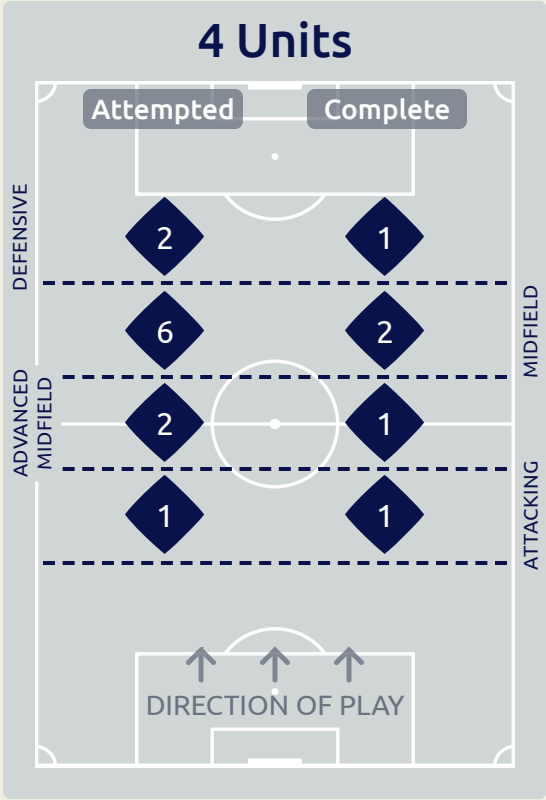 4 Units
Attempted Complete
DEFENSIVE
2 1
MIDFIELD
6 2
ADVANCED
MIDFIELD
2 1
ATTACKING
1 1
DIRECTION OF PLAY